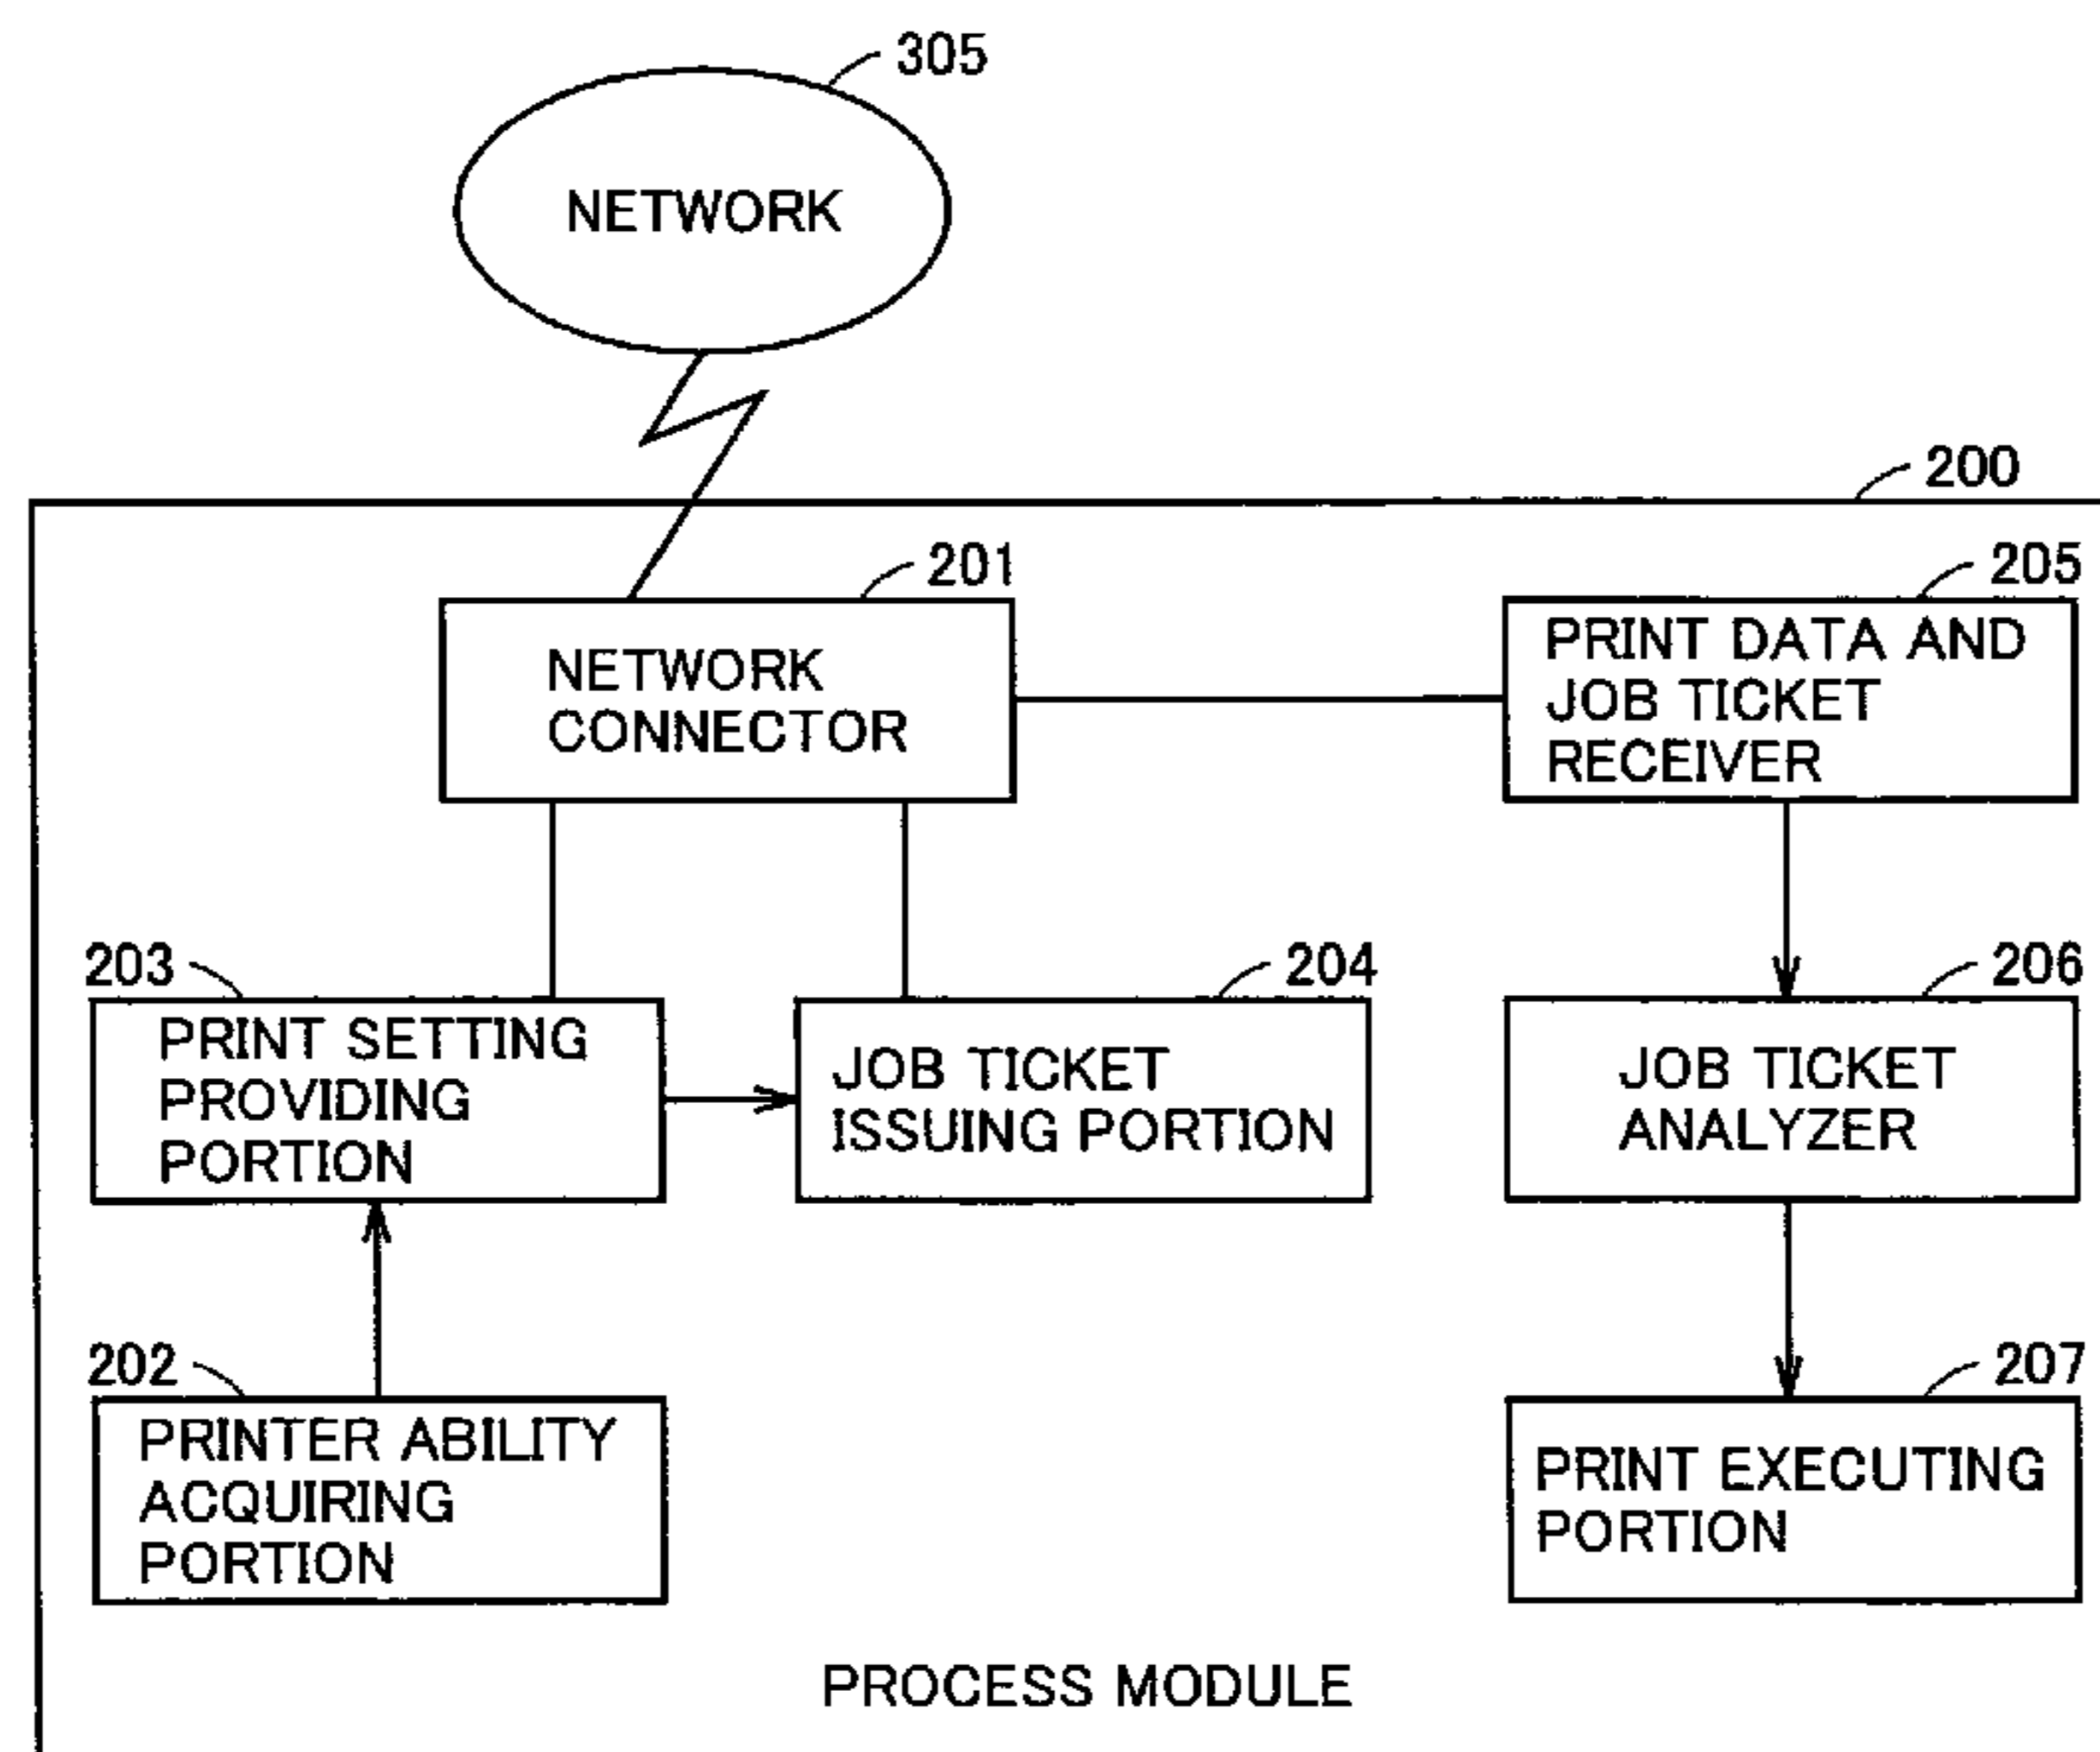 305
NETWORK
200
201
NETWORK
CONNECTOR
205
PRINT DATA AND
JOB TICKET
RECEIVER
203
PRINT SETTING
PROVIDING
PORTION
204
JOB TICKET
ISSUING PORTION
206
JOB TICKET
ANALYZER
202
PRINTER ABILITY
ACQUIRING
PORTION
207
PRINT EXECUTING
PORTION
PROCESS MODULE